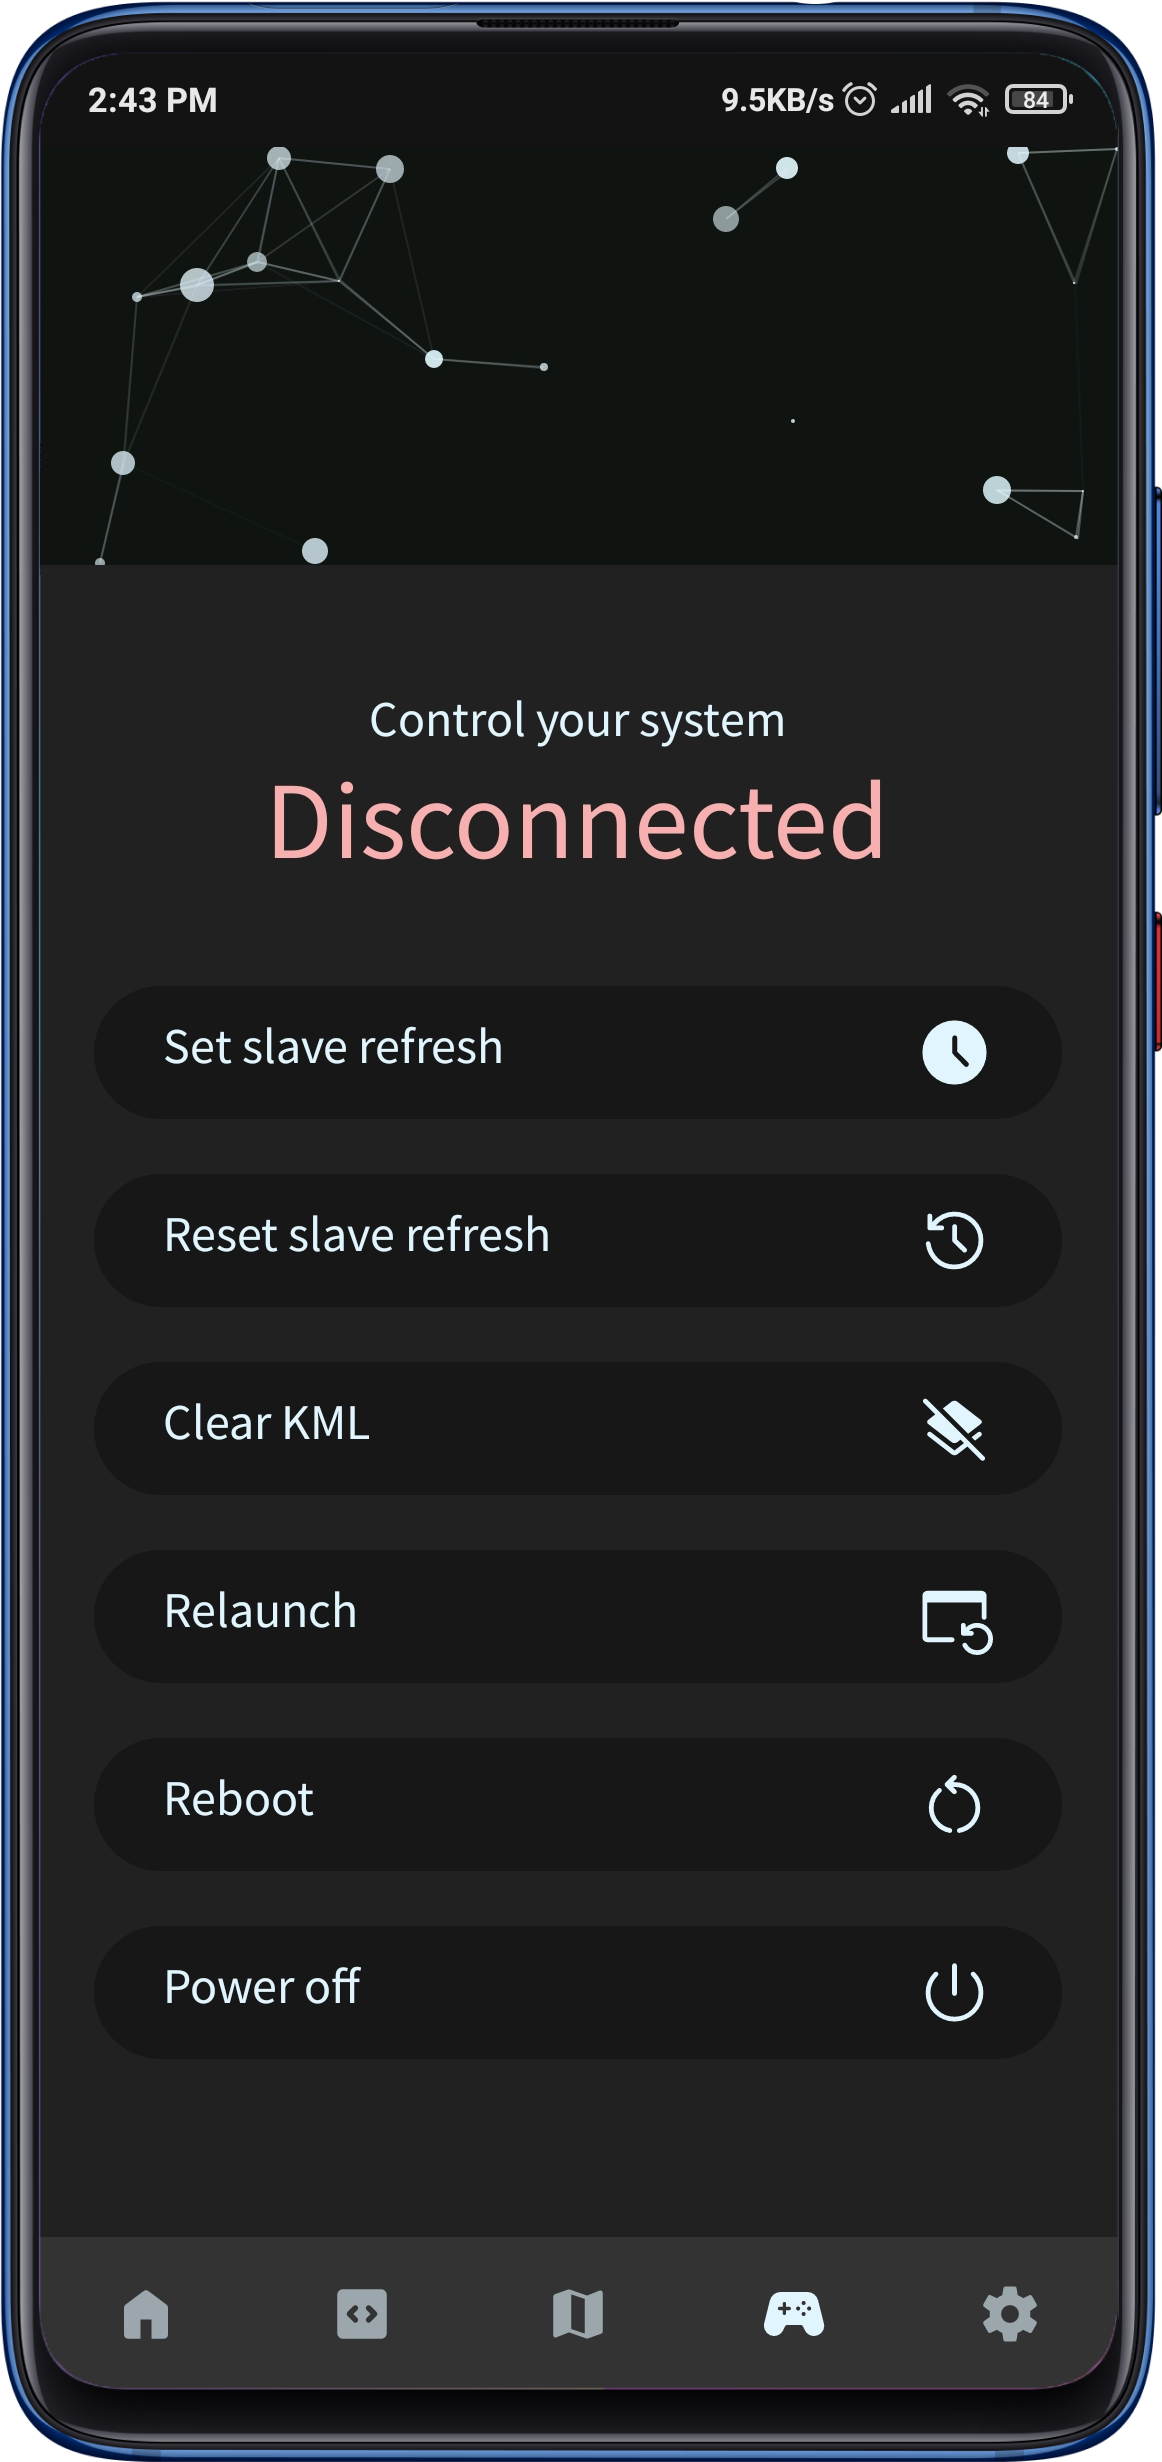 2:43 PM 9.5KB/s 84
Control your system
Disconnected
Set slave refresh
Reset slave refresh
Clear KML
Relaunch
Reboot
Power off